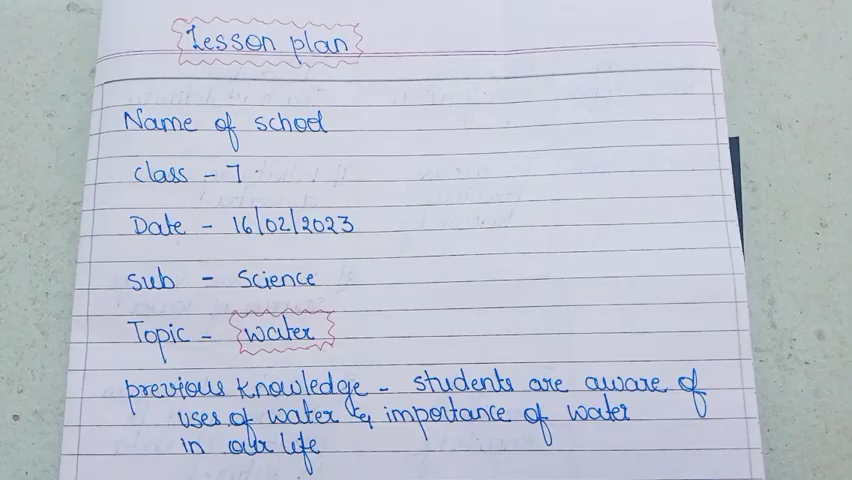 Lesson plan
Name of school
class - 7
Date - 16/02/2023
sub - science
Topic - water
previous knowledge - students are aware of
uses of water & importance of water
in our life